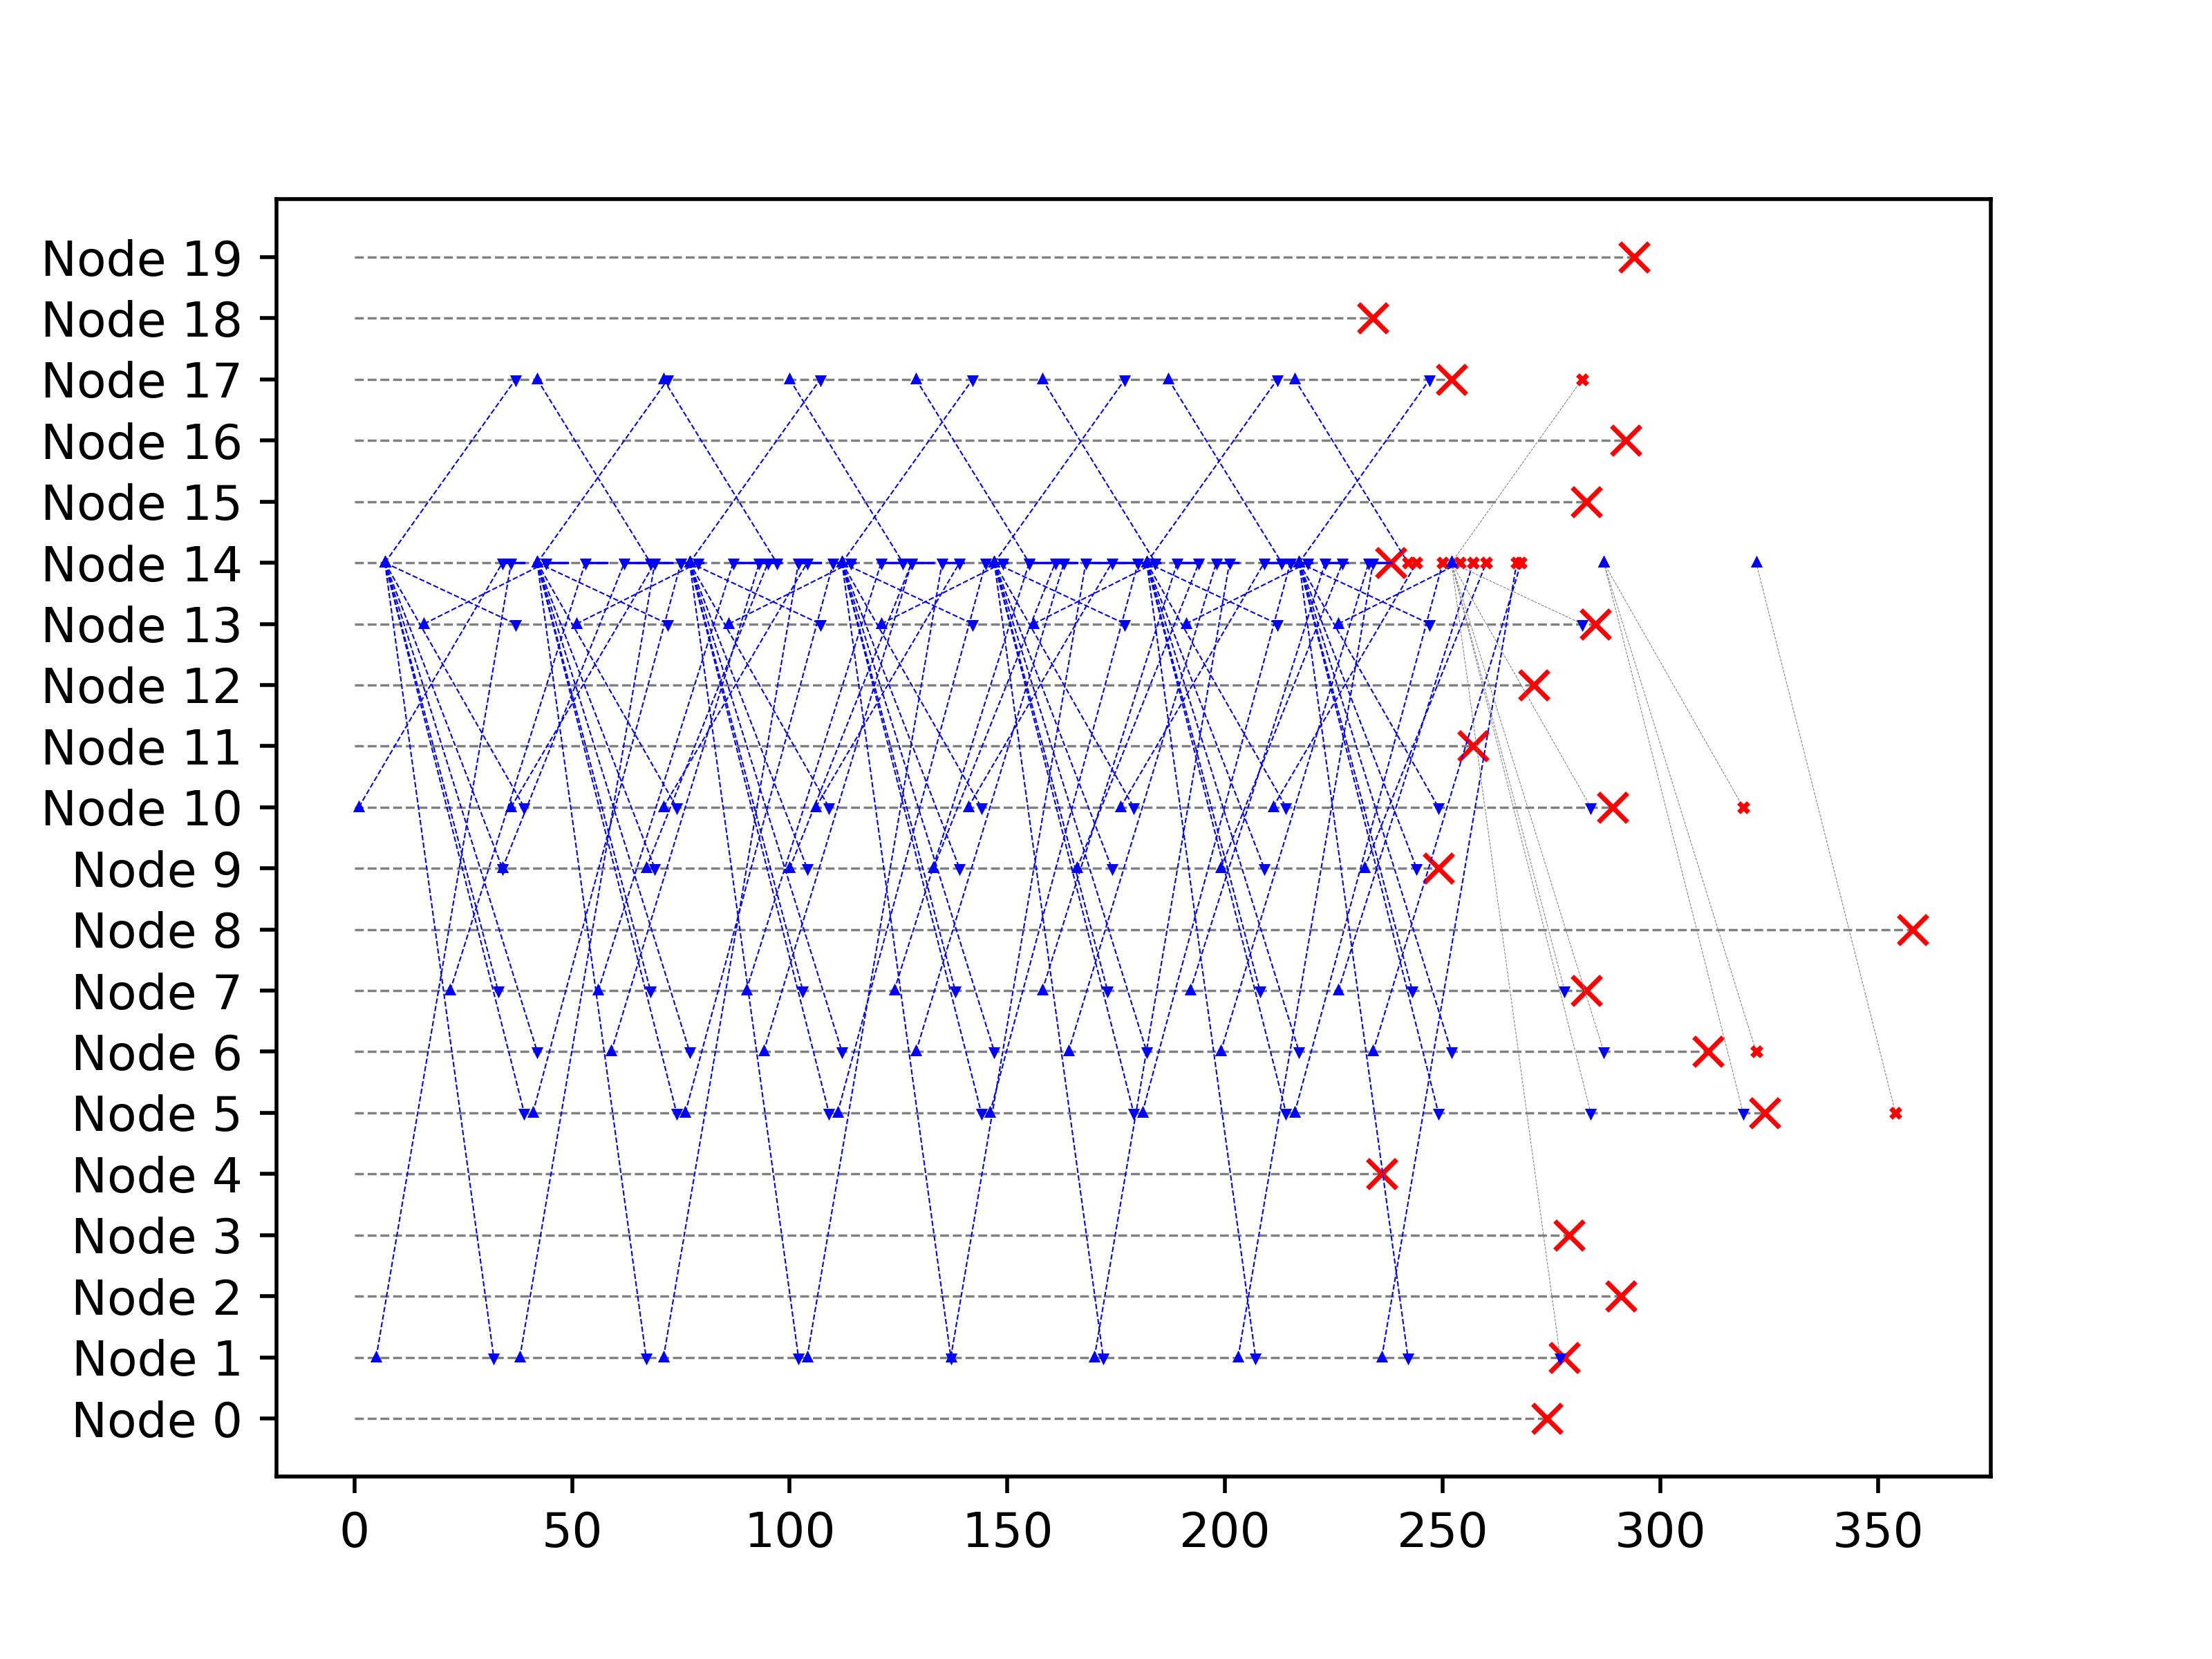 Node 19
Node 18
Node 17
Node 16
Node 15
Node 14
Node 13
Node 12
Node 11
Node 10
Node 9
Node 8
Node 7
Node 6
Node 5
Node 4
Node 3
Node 2
Node 1
Node 0
0 50 100 150 200 250 300 350